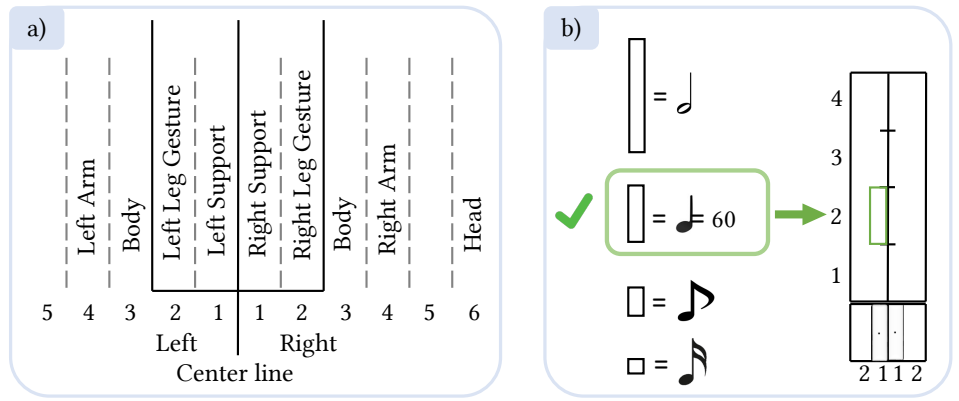 a)
Left Arm
Body
Left Leg Gesture
Left Support
Right Support
Right Leg Gesture
Body
Right Arm
Head
5 4 3 2 1 1 2 3 4 5 6
Left Right
Center line
b)
=
= 60
=
=
4
3
2
1
2 1 1 2